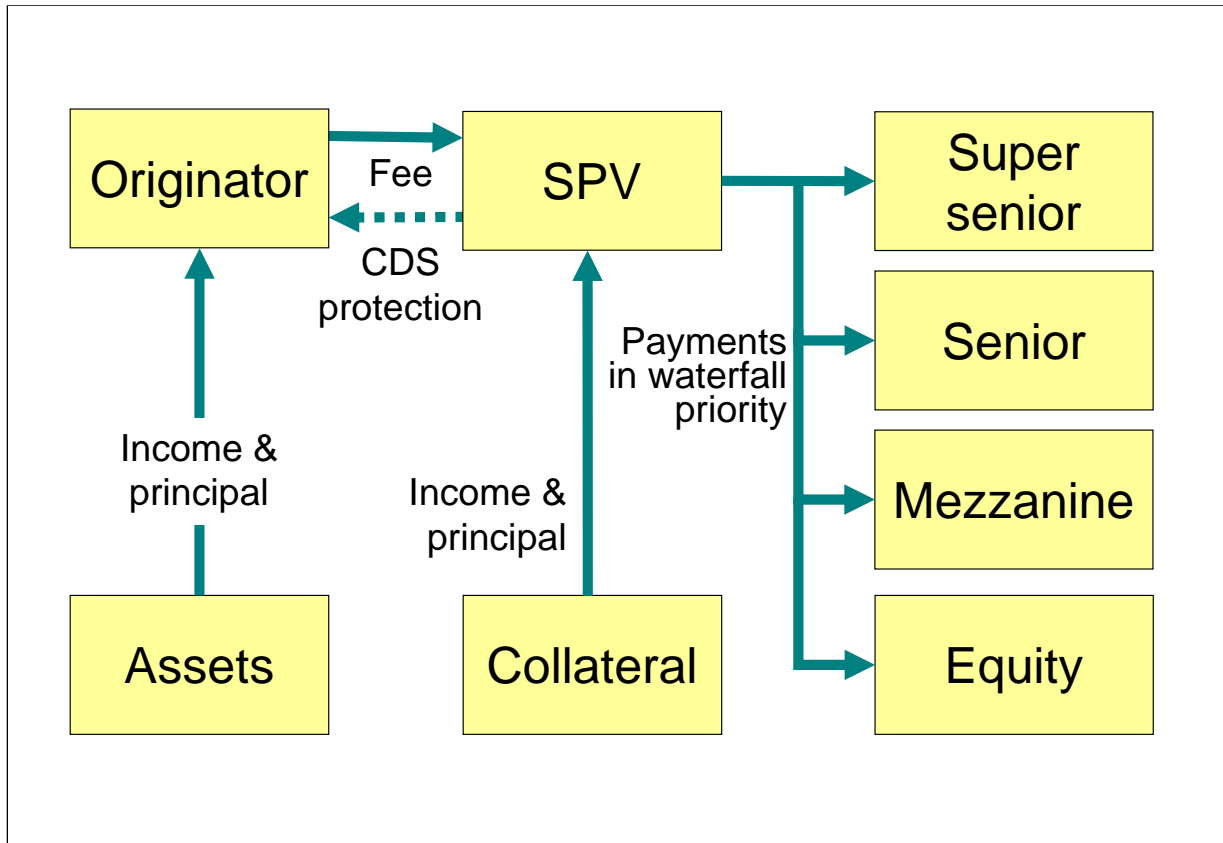 Originator
Fee
CDS
protection
SPV
Super
senior
Senior
Payments
in waterfall
priority
Mezzanine
Income &
principal
Income &
principal
Assets
Collateral
Equity